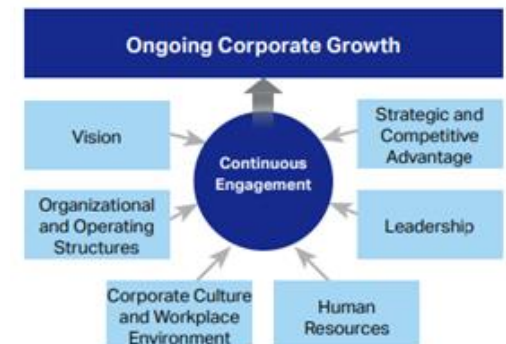 Ongoing Corporate Growth
Vision
Continuous
Engagement
Strategic and
Competitive
Advantage
Organizational
and Operating
Structures
Leadership
Corporate Culture
and Workplace
Environment
Human
Resources